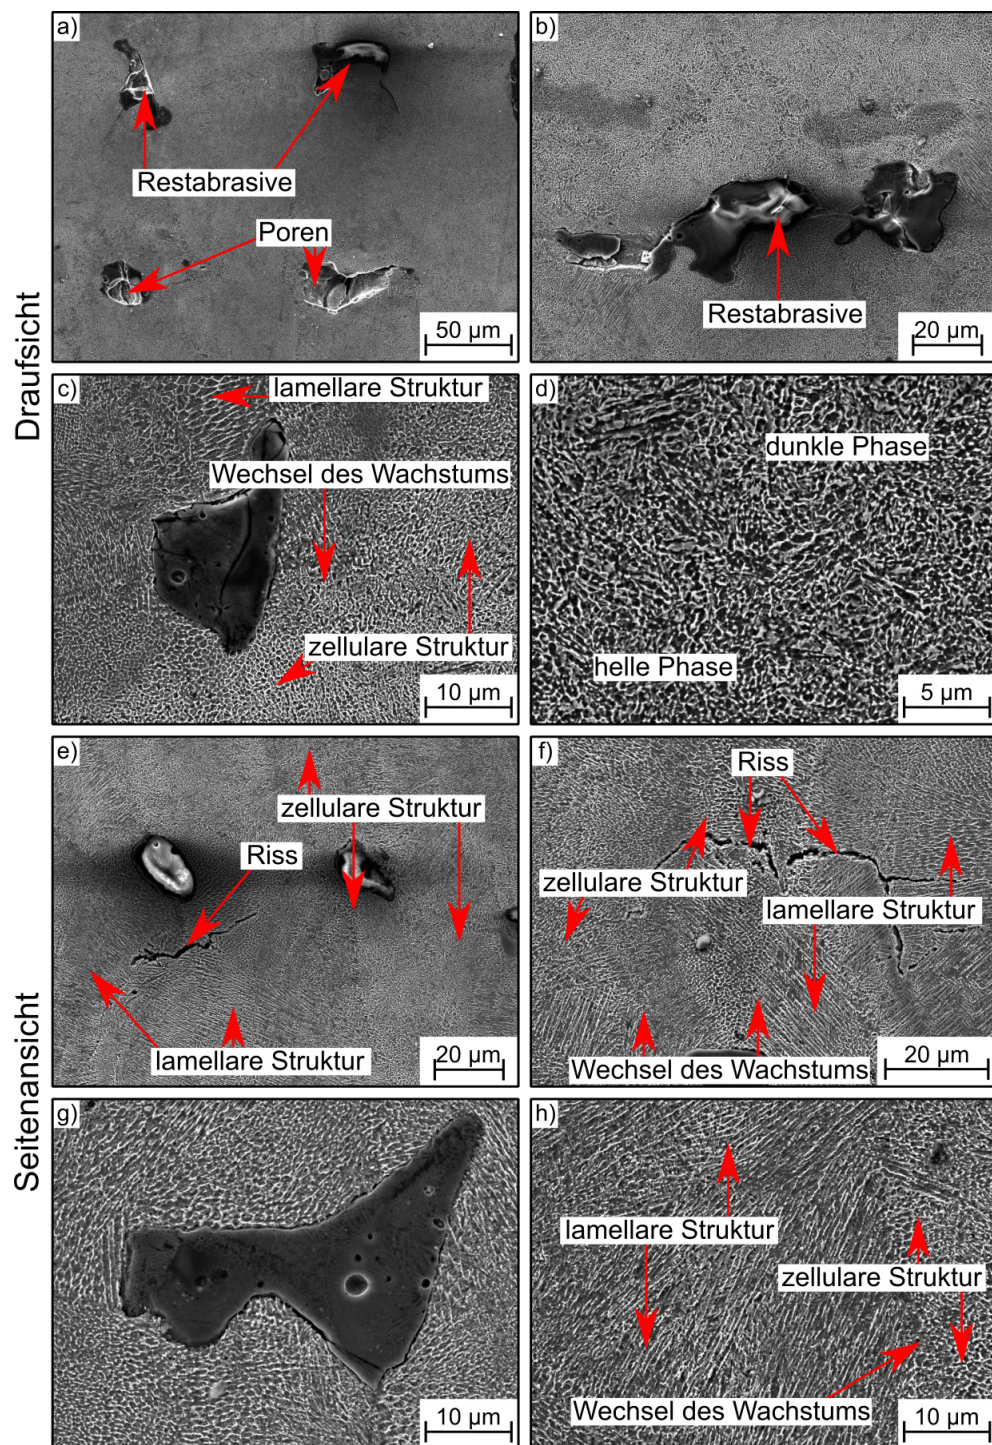 Draufsicht
a)
Restabrasive
Poren
50 µm
b)
Restabrasive
20 µm
c)
lamellare Struktur
Wechsel des Wachstums
zellulare Struktur
10 µm
d)
dunkle Phase
helle Phase
5 µm
Seitenansicht
e)
zellulare Struktur
Riss
lamellare Struktur
20 µm
f)
Riss
zellulare Struktur
lamellare Struktur
Wechsel des Wachstums
20 µm
g)
10 µm
h)
lamellare Struktur
zellulare Struktur
Wechsel des Wachstums
10 µm